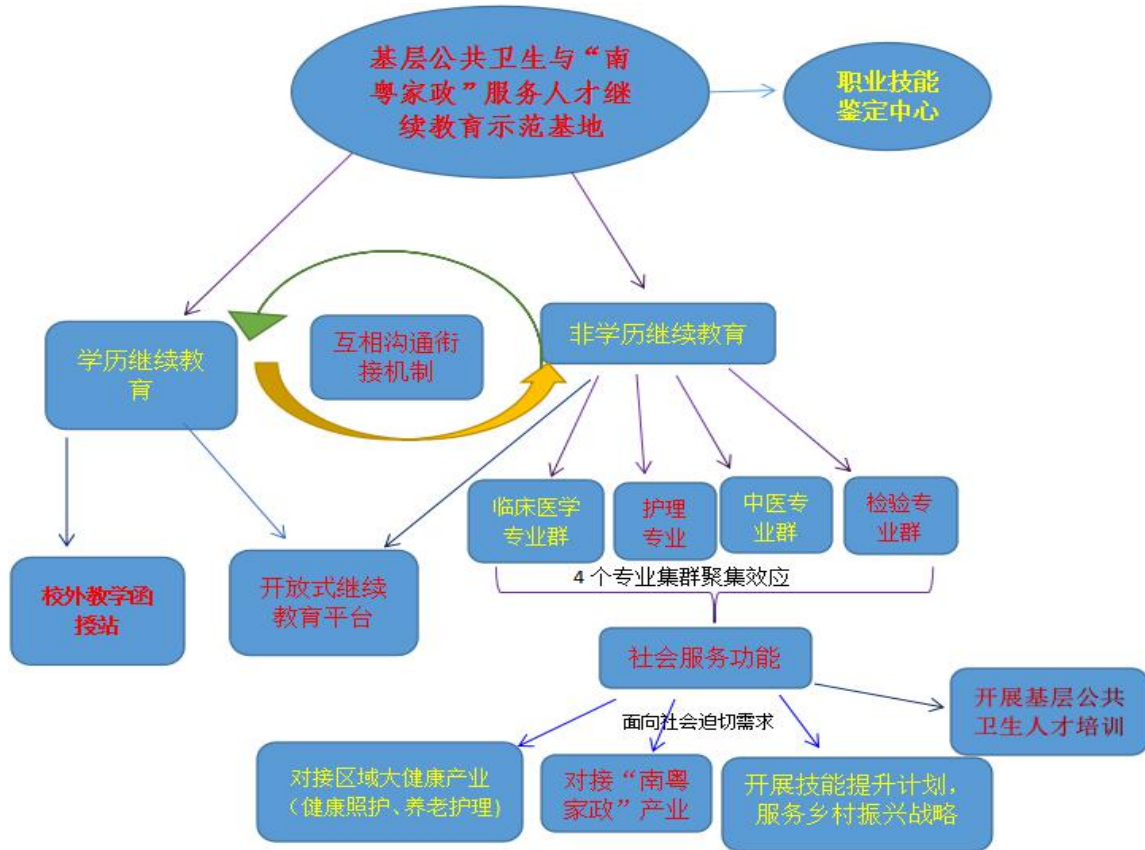 基层公共卫生与“南
粤家政”服务人才继
续教育示范基地
职业技能
鉴定中心
学历继续教
育
互相沟通衔
接机制
非学历继续教育
临床医学
专业群
护理
专业
中医专
业群
检验专
业群
4 个专业集群聚集效应
校外教学函
授站
开放式继续
教育平台
社会服务功能
开展基层公共
卫生人才培训
面向社会迫切需求
对接区域大健康产业
（健康照护、养老护理）
对接“南粤
家政”产业
开展技能提升计划，
服务乡村振兴战略